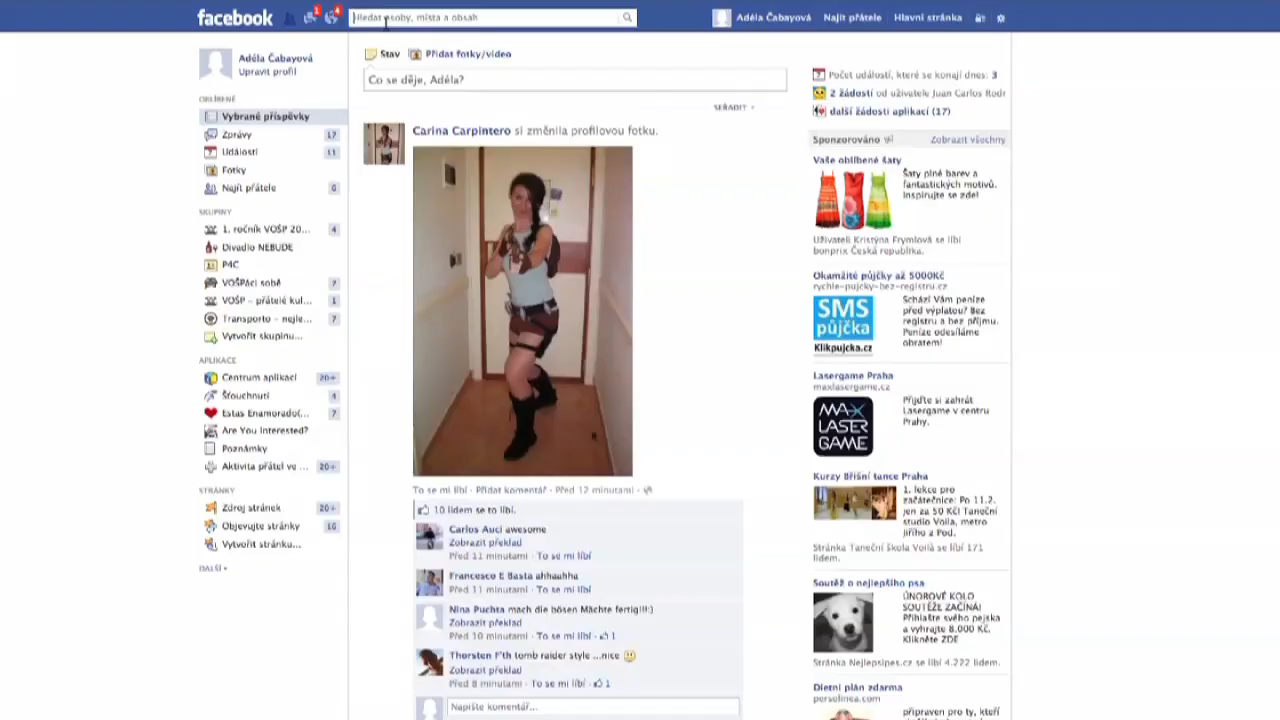 facebook
1
4
Hledat osoby, místa a obsah
Adéla Čabayová
Najít přátele
Hlavní stránka
Adéla Čabayová
Upravit profil
OBLÍBENÉ
Vybrané příspěvky
Zprávy 17
Události 11
Fotky
Najít přátele 6
SKUPINY
1. ročník VOŠP 20... 4
Divadlo NEBUDE
P4C
VOŠPáci sobě 7
VOŠP – přátelé kul... 1
Transporto – nejle... 7
Vytvořit skupinu...
APLIKACE
Centrum aplikací 20+
Šťouchnutí 4
Estas Enamorado(... 7
Are You Interested?
Poznámky
Aktivita přátel ve ... 20+
STRÁNKY
Zdroj stránek 20+
Objevujte stránky 16
Vytvořit stránku...
DALŠÍ
Stav
Přidat fotky/video
Co se děje, Adéla?
SEŘADIT
Carina Carpintero si změnila profilovou fotku.
To se mi líbí · Přidat komentář · Před 12 minutami ·
10 lidem se to líbí.
Carlos Auci awesome
Zobrazit překlad
Před 11 minutami · To se mi líbí
Francesco E Basta ahhauhha
Před 11 minutami · To se mi líbí
Nina Puchta mach die bösen Mächte fertig!!!:)
Zobrazit překlad
Před 10 minutami · To se mi líbí · 1
Thorsten F'th tomb raider style ...nice
Zobrazit překlad
Před 8 minutami · To se mi líbí · 1
Napište komentář...
Počet událostí, které se konají dnes: 3
2 žádostí od uživatele Juan Carlos Rodr
další žádosti aplikací (17)
Sponzorováno
Zobrazit všechny
Vaše oblíbené šaty
Šaty plné barev a
fantastických motivů.
Inspirujte se zde!
Uživateli Kristýna Frymlová se líbí
bonprix Česká republika.
Okamžité půjčky až 5000Kč
rychle-pujcky-bez-registru.cz
SMS
půjčka
Klikpujcka.cz
Schází Vám peníze
před výplatou? Bez
registru a bez příjmu.
Peníze odesíláme
obratem!
Lasergame Praha
maxlasergame.cz
MAX
LASER
GAME
Přijďte si zahrát
Lasergame v centru
Prahy.
Kurzy Břišní tance Praha
1. lekce pro
začátečnice: Po 11.2.
jen za 50 Kč! Taneční
studio Voila, metro
Jiřího z Pod.
Stránka Taneční škola Voilà se líbí 171
lidem.
Soutěž o nejlepšího psa
ÚNOROVÉ KOLO
SOUTĚŽE ZAČÍNÁ!
Přihlašte svého pejska
a vyhrajte 8.000 Kč.
Klikněte ZDE
Stránka Nejlepsipes.cz se líbí 4.222 lidem.
Dietní plán zdarma
persolinea.com
připraven pro ty, kteří